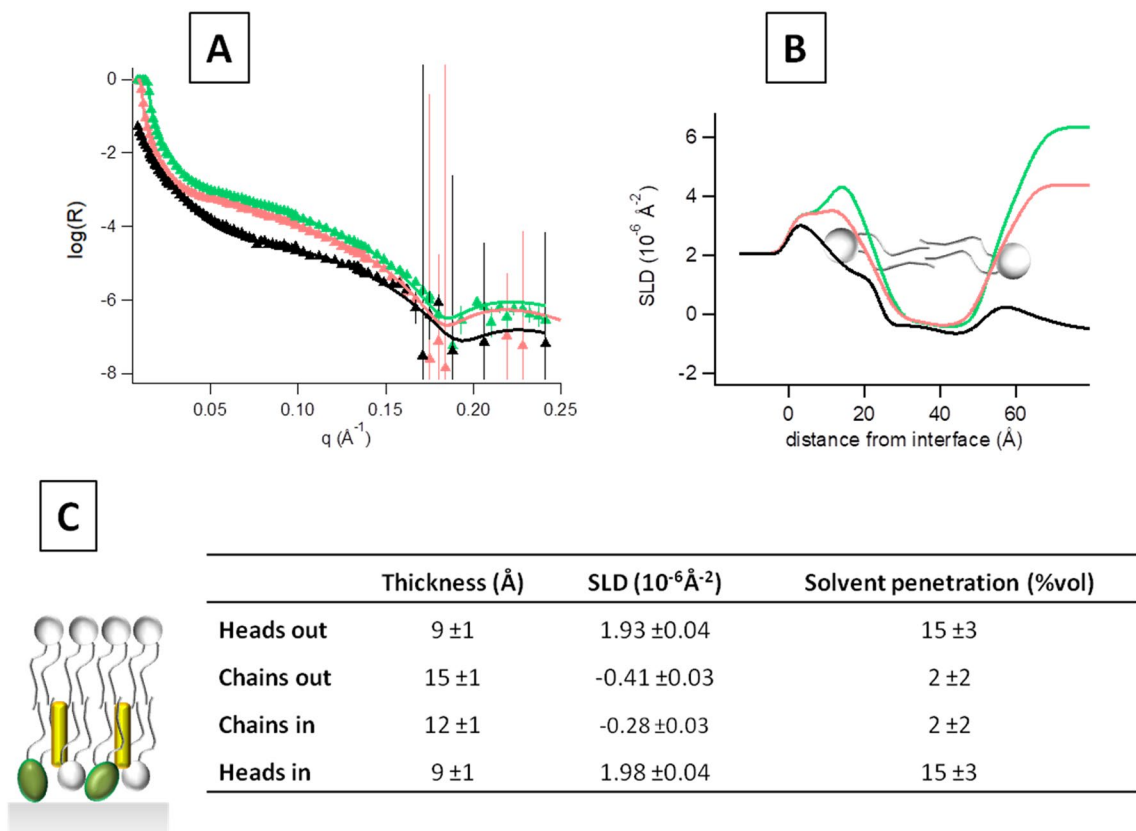 A
B
0
-2
-4
-6
-8
log(R)
0.05 0.10 0.15 0.20 0.25
q (Å-1)
6
4
2
0
-2
SLD (10-6 Å-2)
0 20 40 60
distance from interface (Å)
C
Thickness (Å) SLD (10-6Å-2) Solvent penetration (%vol)
Heads out 9 ±1 1.93 ±0.04 15 ±3
Chains out 15 ±1 -0.41 ±0.03 2 ±2
Chains in 12 ±1 -0.28 ±0.03 2 ±2
Heads in 9 ±1 1.98 ±0.04 15 ±3